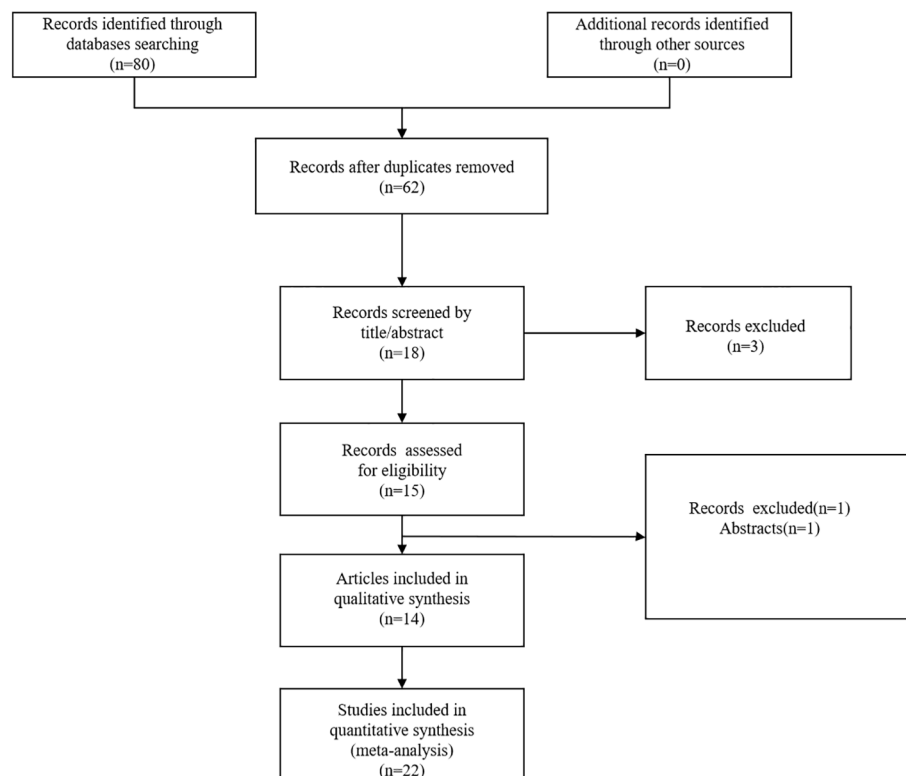 Records identified through
databases searching
(n=80)
Additional records identified
through other sources
(n=0)
Records after duplicates removed
(n=62)
Records screened by
title/abstract
(n=18)
Records excluded
(n=3)
Records assessed
for eligibility
(n=15)
Records excluded(n=1)
Abstracts(n=1)
Articles included in
qualitative synthesis
(n=14)
Studies included in
quantitative synthesis
(meta-analysis)
(n=22)